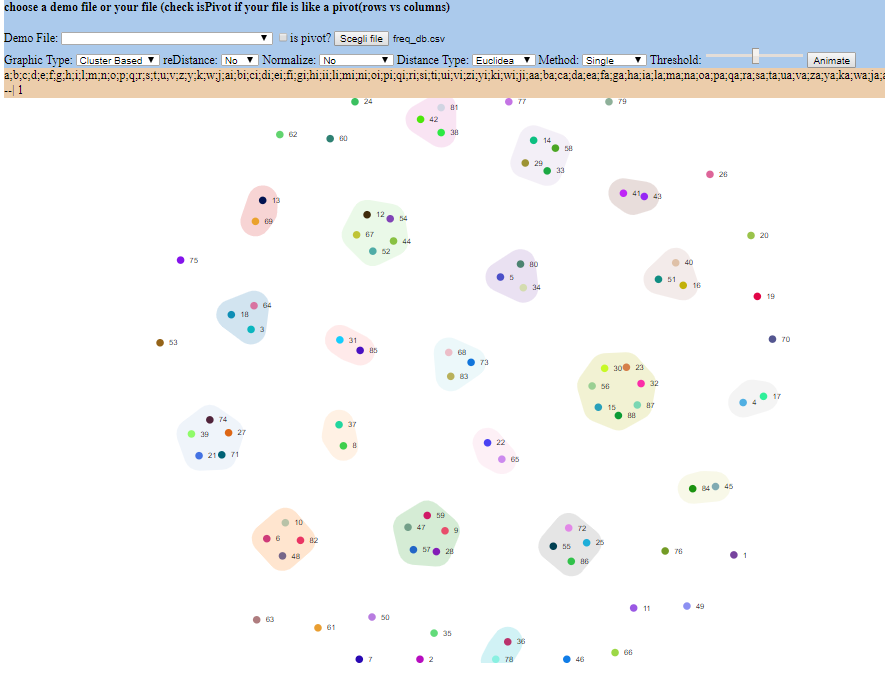 choose a demo file or your file (check isPivot if your file is like a pivot(rows vs columns)
Demo File: is pivot? Scegli file freq_db.csv
Graphic Type: Cluster Based reDistance: No Normalize: No Distance Type: Euclidea Method: Single Threshold: Animate
a;b;c;d;e;f;g;h;i;l;m;n;o;p;q;r;s;t;u;v;z;y;k;w;j;ai;bi;ci;di;ei;fi;gi;hi;ii;li;mi;ni;oi;pi;qi;ri;si;ti;ui;vi;zi;yi;ki;wi;ji;aa;ba;ca;da;ea;fa;ga;ha;ia;la;ma;na;oa;pa;qa;ra;sa;ta;ua;va;za;ya;ka;wa;ja;a
--| 1
24 81 77 79
42
62 60 38 14 58
29 33 26
41 43
13 12 54
69 67 44 20
52
75 80 40
5 34 51 16 19
64
18 3
53 31 85 68 73 70
83 30 23
56 32 17
4
15 87
88
74
39 27 37
21 71 8 22
65
84 45
10 59 72
6 82 47 9 55 25 76 1
48 57 28 86
63 61 50 11 49
35 36
7 2 78 46 66